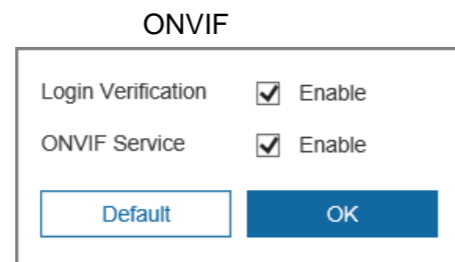 ONVIF
Login Verification Enable
ONVIF Service Enable
Default OK